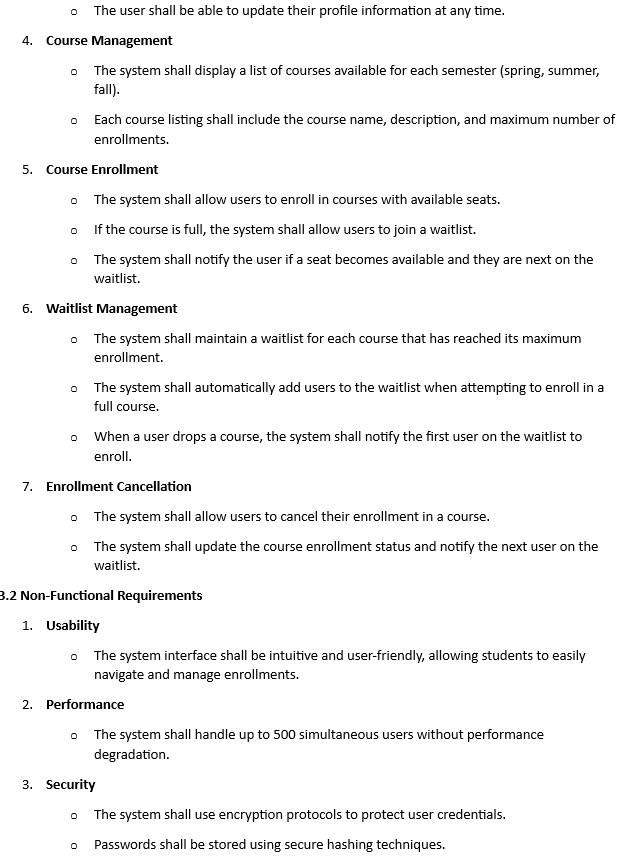 o The user shall be able to update their profile information at any time.
4. Course Management
o The system shall display a list of courses available for each semester (spring, summer,
fall).
o Each course listing shall include the course name, description, and maximum number of
enrollments.
5. Course Enrollment
o The system shall allow users to enroll in courses with available seats.
o If the course is full, the system shall allow users to join a waitlist.
o The system shall notify the user if a seat becomes available and they are next on the
waitlist.
6. Waitlist Management
o The system shall maintain a waitlist for each course that has reached its maximum
enrollment.
o The system shall automatically add users to the waitlist when attempting to enroll in a
full course.
o When a user drops a course, the system shall notify the first user on the waitlist to
enroll.
7. Enrollment Cancellation
o The system shall allow users to cancel their enrollment in a course.
o The system shall update the course enrollment status and notify the next user on the
waitlist.
3.2 Non-Functional Requirements
1. Usability
o The system interface shall be intuitive and user-friendly, allowing students to easily
navigate and manage enrollments.
2. Performance
o The system shall handle up to 500 simultaneous users without performance
degradation.
3. Security
o The system shall use encryption protocols to protect user credentials.
o Passwords shall be stored using secure hashing techniques.